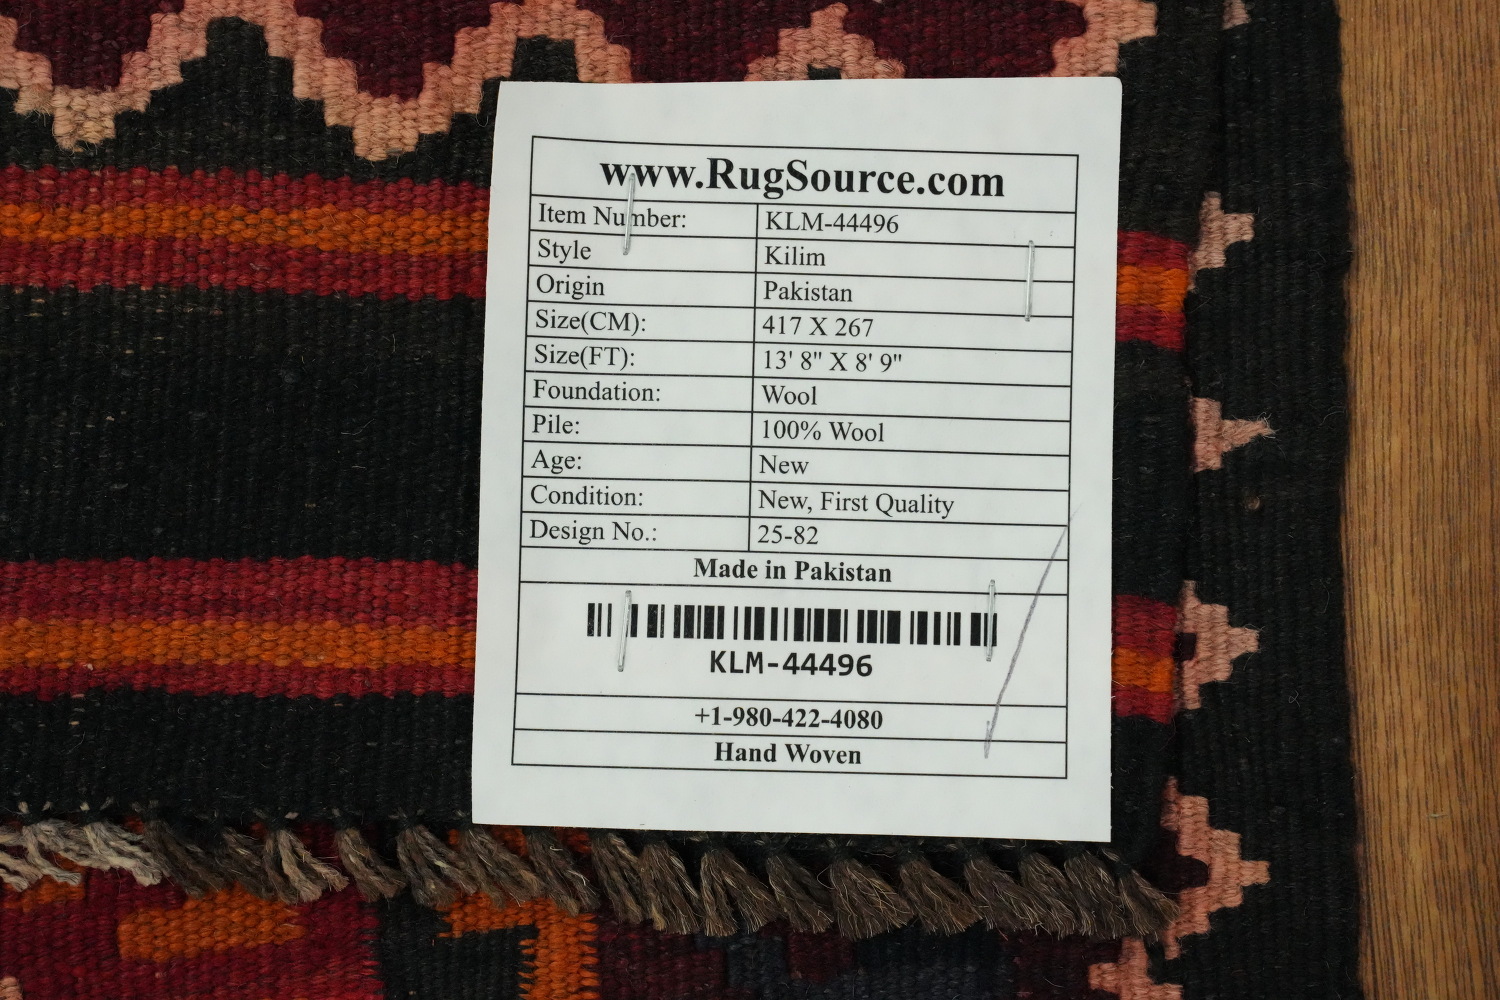 www.RugSource.com
Item Number: KLM-44496
Style Kilim
Origin Pakistan
Size(CM): 417 X 267
Size(FT): 13' 8" X 8' 9"
Foundation: Wool
Pile: 100% Wool
Age: New
Condition: New, First Quality
Design No.: 25-82
Made in Pakistan
KLM-44496
+1-980-422-4080
Hand Woven